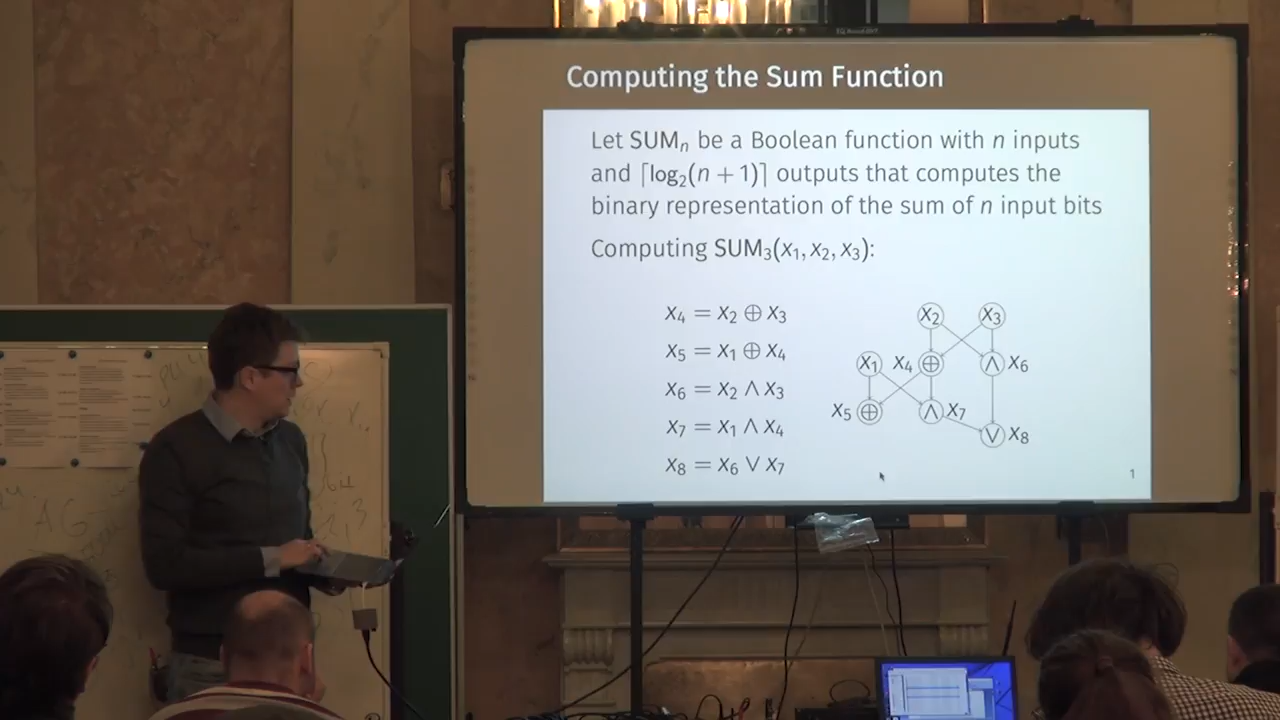 Computing the Sum Function
Let SUMₙ be a Boolean function with n inputs
and ⌈log₂(n + 1)⌉ outputs that computes the
binary representation of the sum of n input bits
Computing SUM₃(x₁, x₂, x₃):
x₄ = x₂ ⊕ x₃
x₅ = x₁ ⊕ x₄
x₆ = x₂ ∧ x₃
x₇ = x₁ ∧ x₄
x₈ = x₆ ∨ x₇
x₂ x₃
x₁ x₄ ⊕ ∧ x₆
x₅ ⊕ ∧ x₇
∨ x₈
1
AG